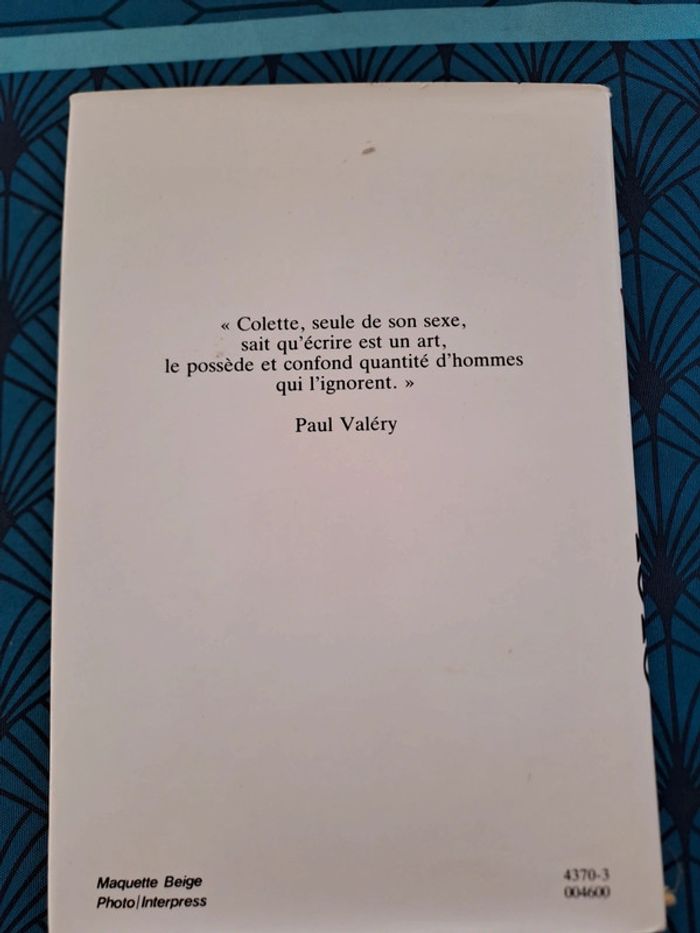 « Colette, seule de son sexe,
sait qu'écrire est un art,
le possède et confond quantité d'hommes
qui l'ignorent. »
Paul Valéry
Maquette Beige
Photo/Interpress
4370-3
004600